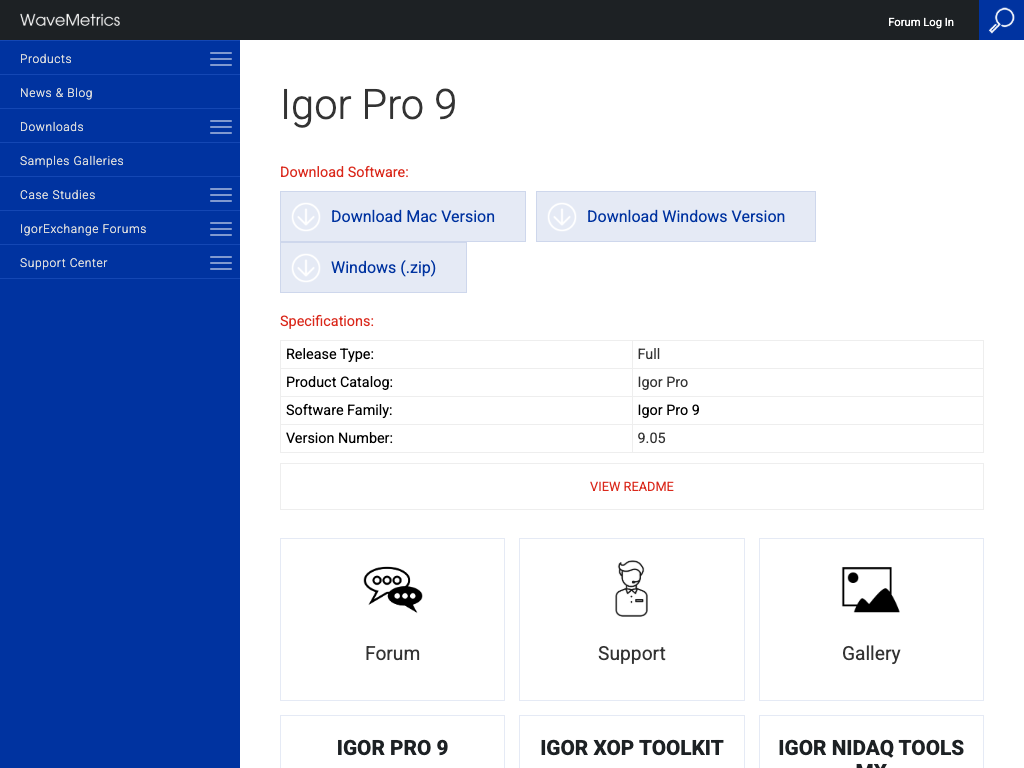 WaveMetrics
Forum Log In
Products
News & Blog
Downloads
Samples Galleries
Case Studies
IgorExchange Forums
Support Center
Igor Pro 9
Download Software:
Download Mac Version
Download Windows Version
Windows (.zip)
Specifications:
Release Type: Full
Product Catalog: Igor Pro
Software Family: Igor Pro 9
Version Number: 9.05
VIEW README
Forum
Support
Gallery
IGOR PRO 9
IGOR XOP TOOLKIT
IGOR NIDAQ TOOLS
MX